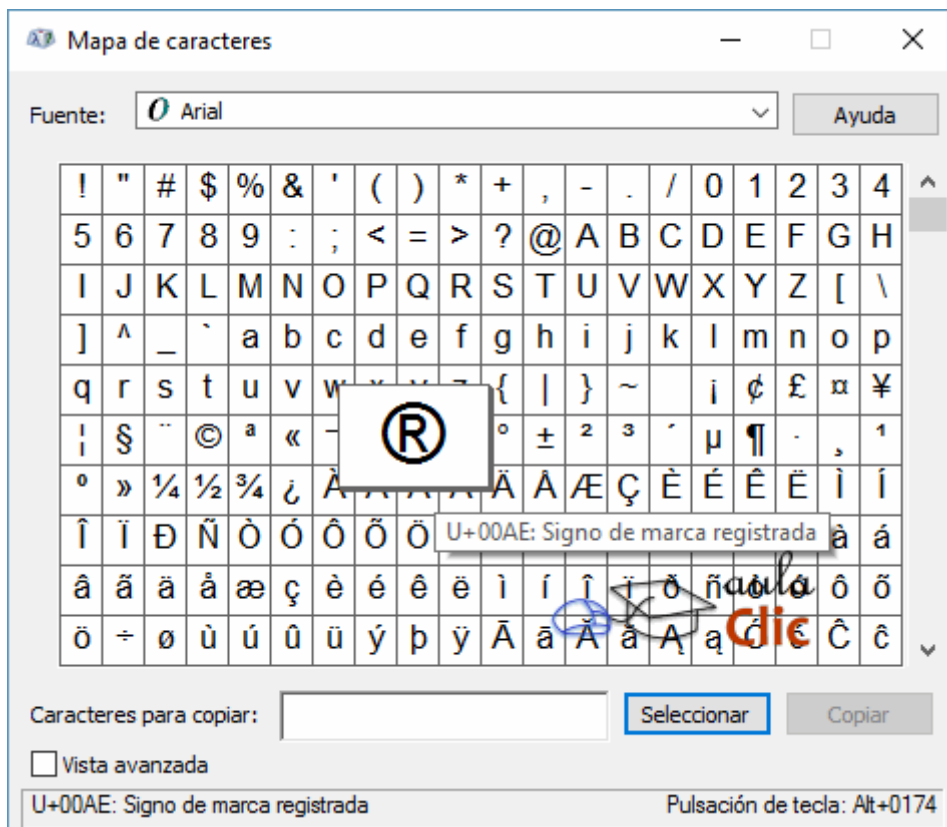 Mapa de caracteres
Fuente: O Arial Ayuda
! " # $ % & ' ( ) * + , - . / 0 1 2 3 4
5 6 7 8 9 : ; < = > ? @ A B C D E F G H
I J K L M N O P Q R S T U V W X Y Z [ \
] ^ _ ` a b c d e f g h i j k l m n o p
q r s t u v w { | } ~ ¡ ¢ £ ¤ ¥
¦ § ¨ © ª « ® ° ± ² ³ ´ µ ¶ · ¸ ¹
º » ¼ ½ ¾ ¿ À Ä Å Æ Ç È É Ê Ë Ì Í
Î Ï Ð Ñ Ò Ó Ô Õ Ö U+00AE: Signo de marca registrada à á
â ã ä å æ ç è é ê ë ì í î ï ð ñ ò ó ô õ
aula
ö ÷ ø ù ú û ü ý þ ÿ Ā ā Ă ă Ą ą Ć ć Ĉ ĉ
Clic
Caracteres para copiar: Seleccionar Copiar
Vista avanzada
U+00AE: Signo de marca registrada Pulsación de tecla: Alt+0174